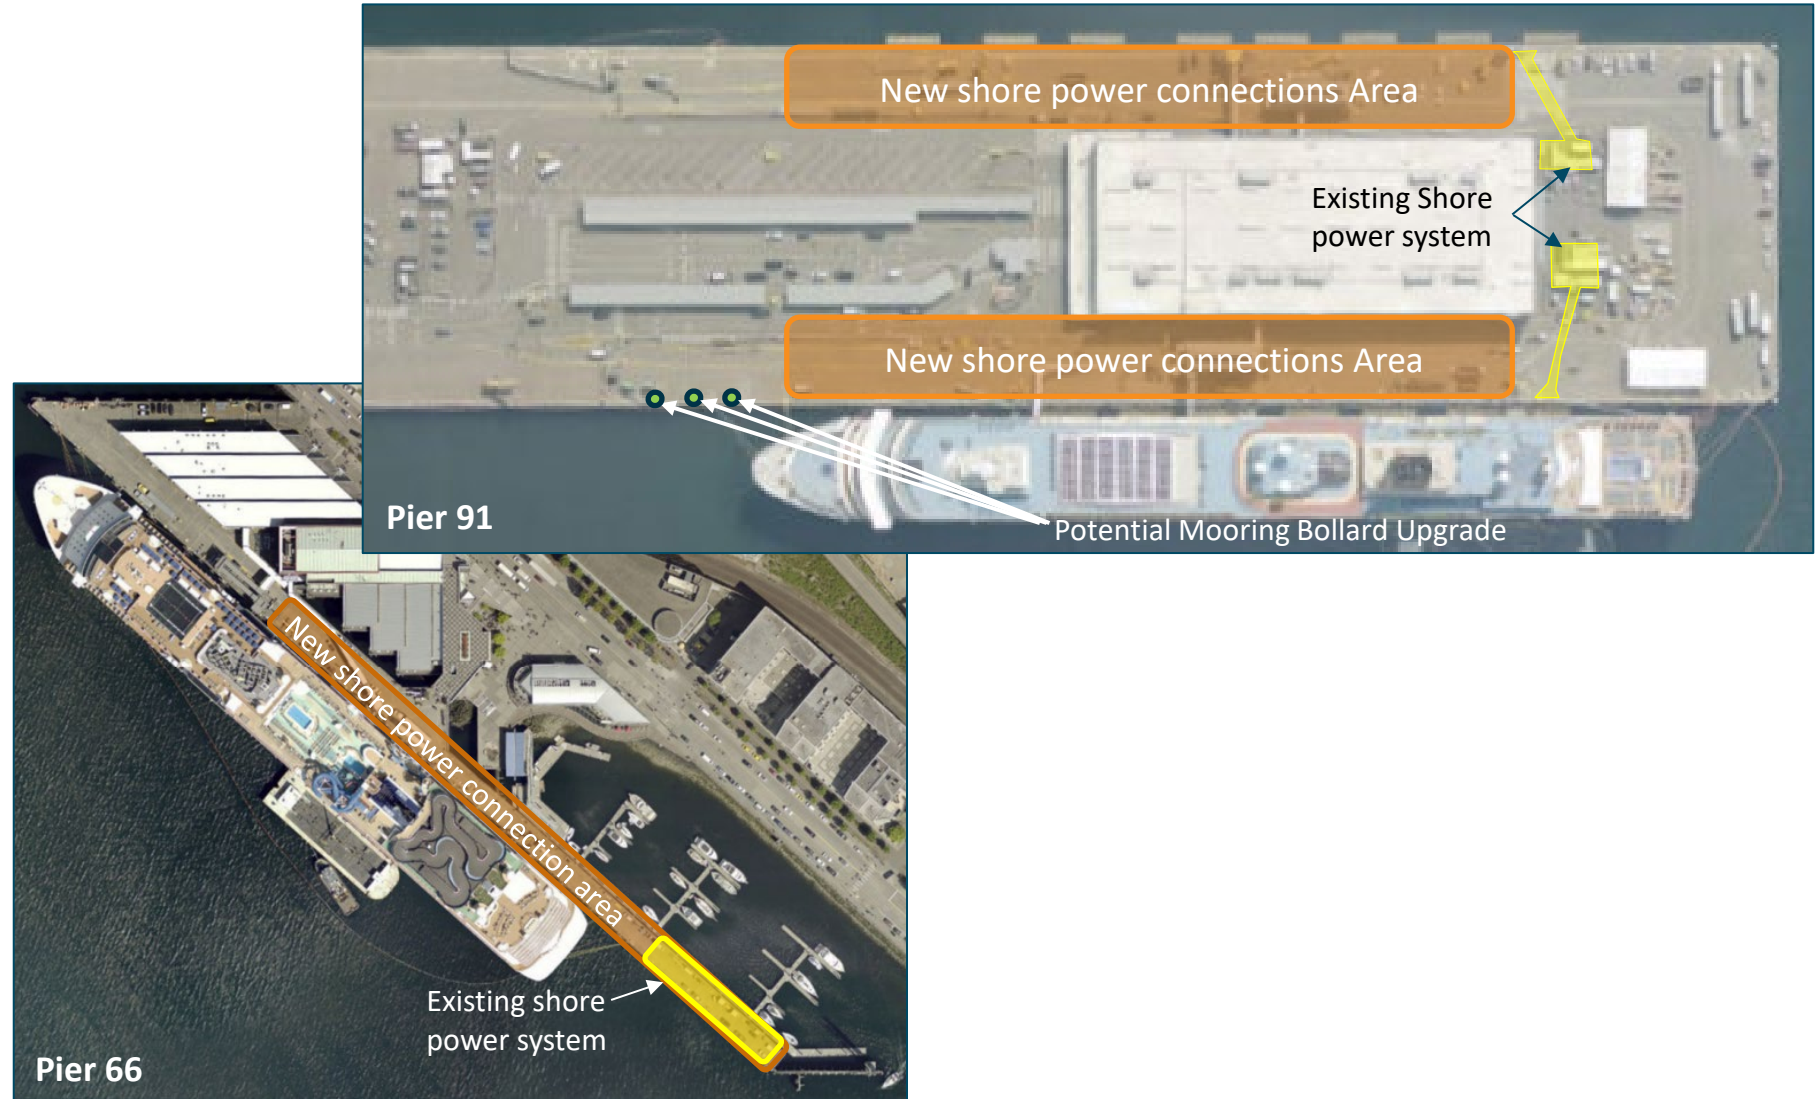 New shore power connections Area
Existing Shore
power system
New shore power connections Area
Potential Mooring Bollard Upgrade
Pier 91
New shore power connection area
Existing shore
power system
Pier 66